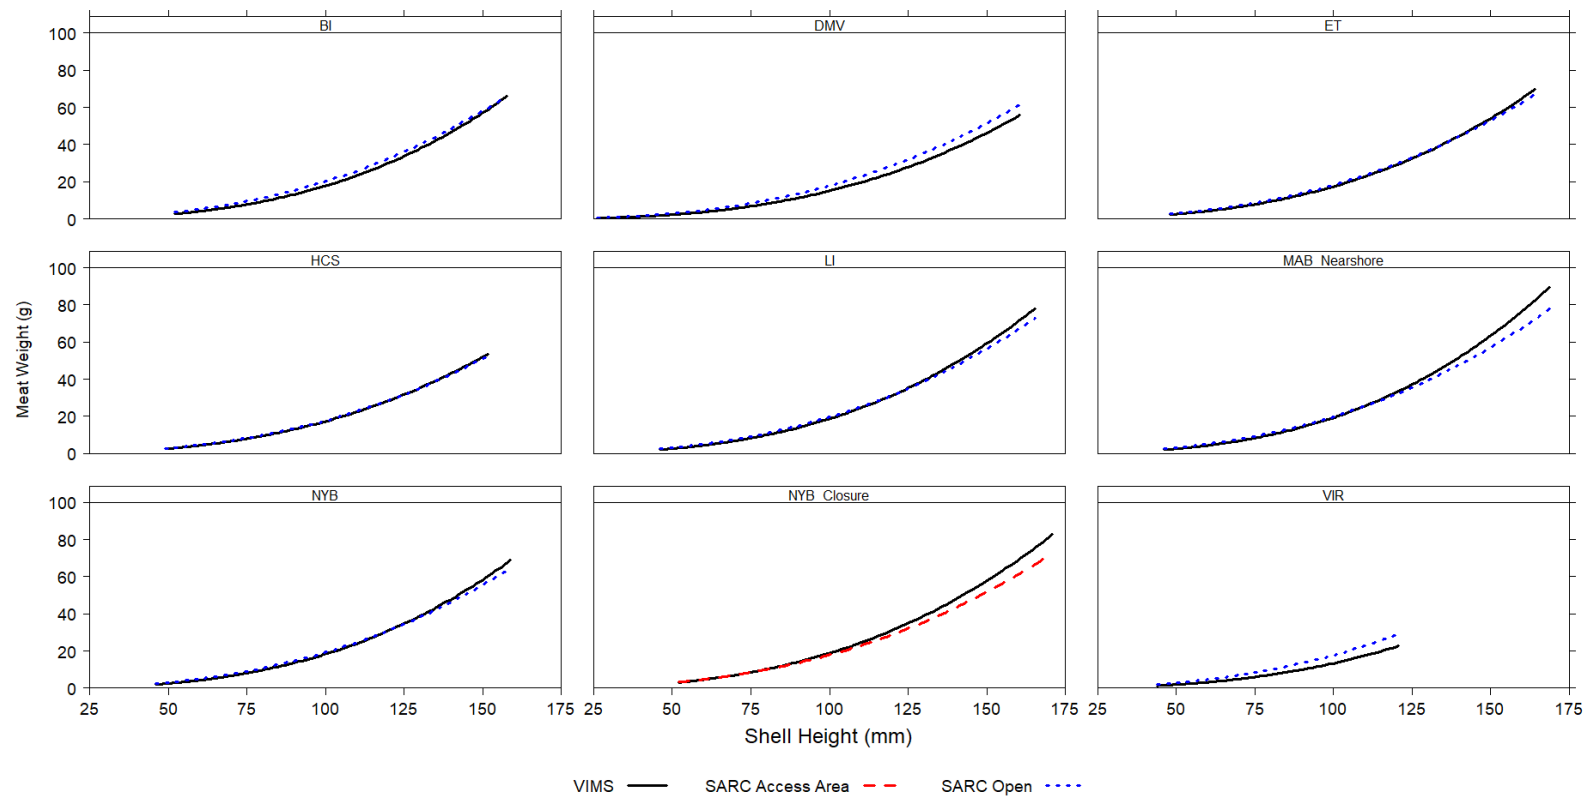 BI DMV ET
100
80
60
40
20
0
HCS LI MAB Nearshore
100
80
60
40
20
0
Meat Weight (g)
NYB NYB Closure VIR
100
80
60
40
20
0
25 50 75 100 125 150 175 25 50 75 100 125 150 175 25 50 75 100 125 150 175
Shell Height (mm)
VIMS SARC Access Area SARC Open